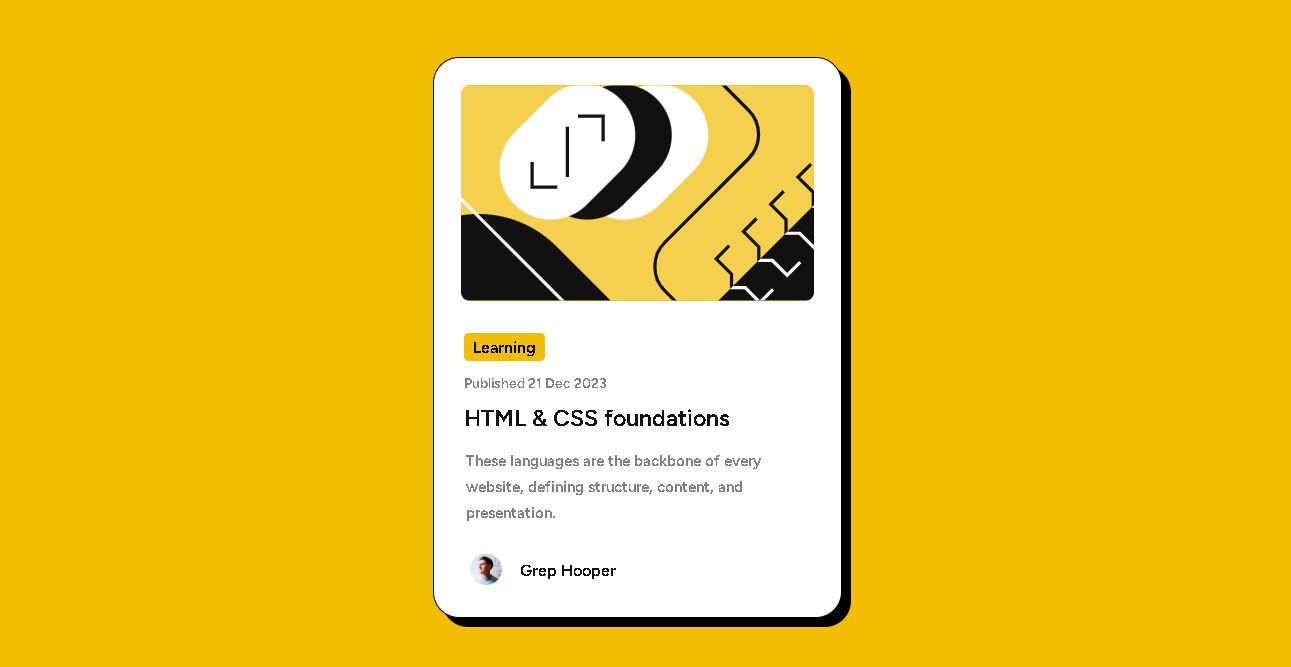 Learning
Published 21 Dec 2023
HTML & CSS foundations
These languages are the backbone of every
website, defining structure, content, and
presentation.
Grep Hooper